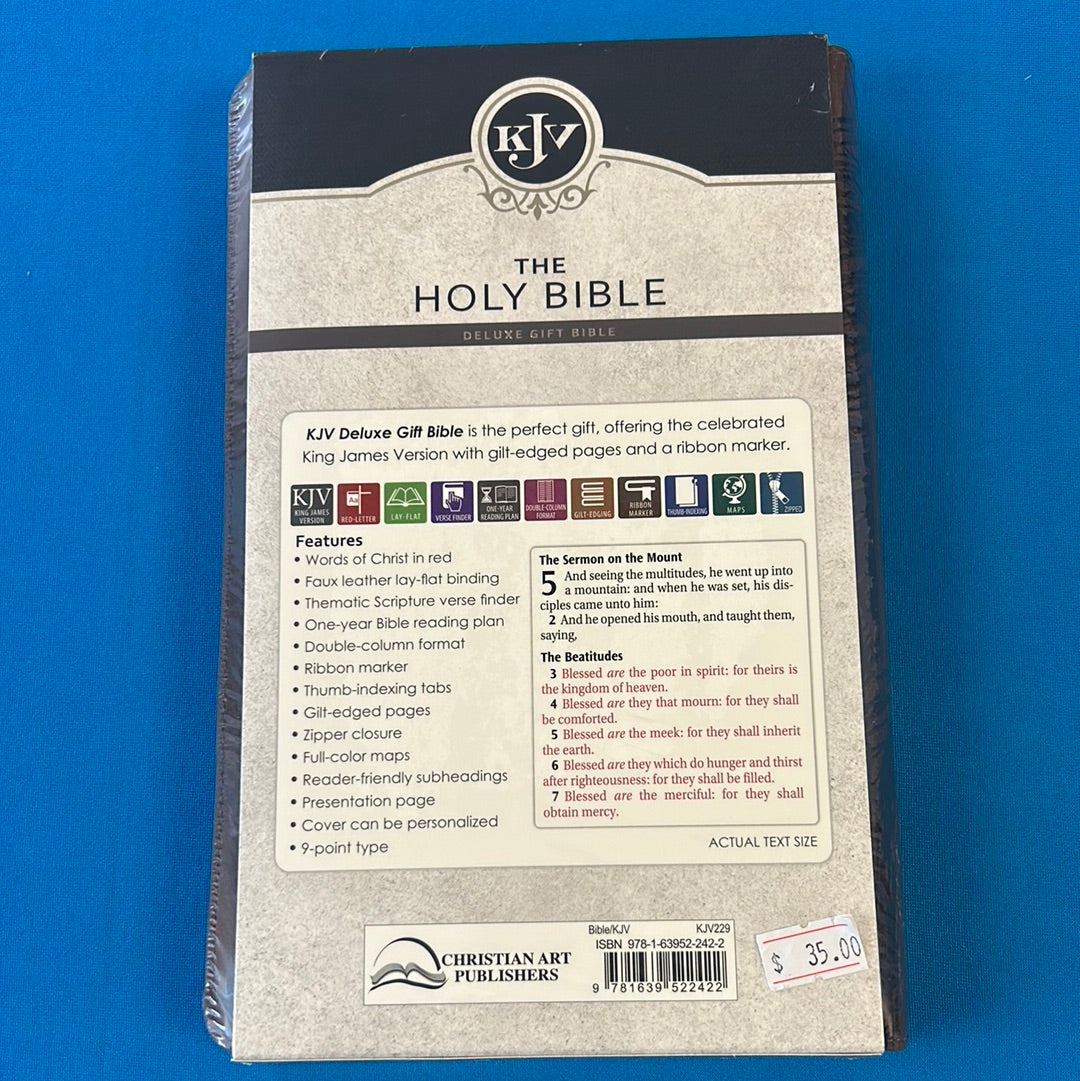 KJV
THE
HOLY BIBLE
DELUXE GIFT BIBLE
KJV Deluxe Gift Bible is the perfect gift, offering the celebrated
King James Version with gilt-edged pages and a ribbon marker.
KJV KING JAMES VERSION
Aa RED-LETTER
LAY-FLAT
VERSE FINDER
ONE-YEAR READING PLAN
DOUBLE-COLUMN FORMAT
GILT-EDGING
RIBBON MARKER
THUMB-INDEXING
MAPS
ZIPPED
Features
• Words of Christ in red
• Faux leather lay-flat binding
• Thematic Scripture verse finder
• One-year Bible reading plan
• Double-column format
• Ribbon marker
• Thumb-indexing tabs
• Gilt-edged pages
• Zipper closure
• Full-color maps
• Reader-friendly subheadings
• Presentation page
• Cover can be personalized
• 9-point type
The Sermon on the Mount
5 And seeing the multitudes, he went up into
a mountain: and when he was set, his dis-
ciples came unto him:
2 And he opened his mouth, and taught them,
saying,
The Beatitudes
3 Blessed are the poor in spirit: for theirs is
the kingdom of heaven.
4 Blessed are they that mourn: for they shall
be comforted.
5 Blessed are the meek: for they shall inherit
the earth.
6 Blessed are they which do hunger and thirst
after righteousness: for they shall be filled.
7 Blessed are the merciful: for they shall
obtain mercy.
ACTUAL TEXT SIZE
CHRISTIAN ART
PUBLISHERS
Bible/KJV KJV229
ISBN 978-1-63952-242-2
9 781639 522422
$ 35.00